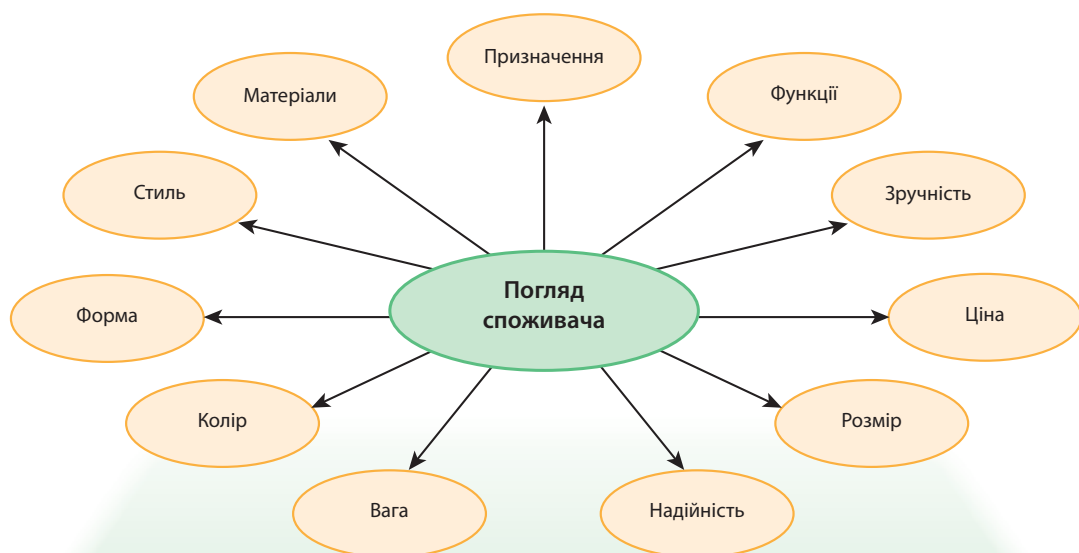 Призначення
Матеріали
Функції
Стиль
Зручність
Погляд
споживача
Форма
Ціна
Колір
Розмір
Вага
Надійність